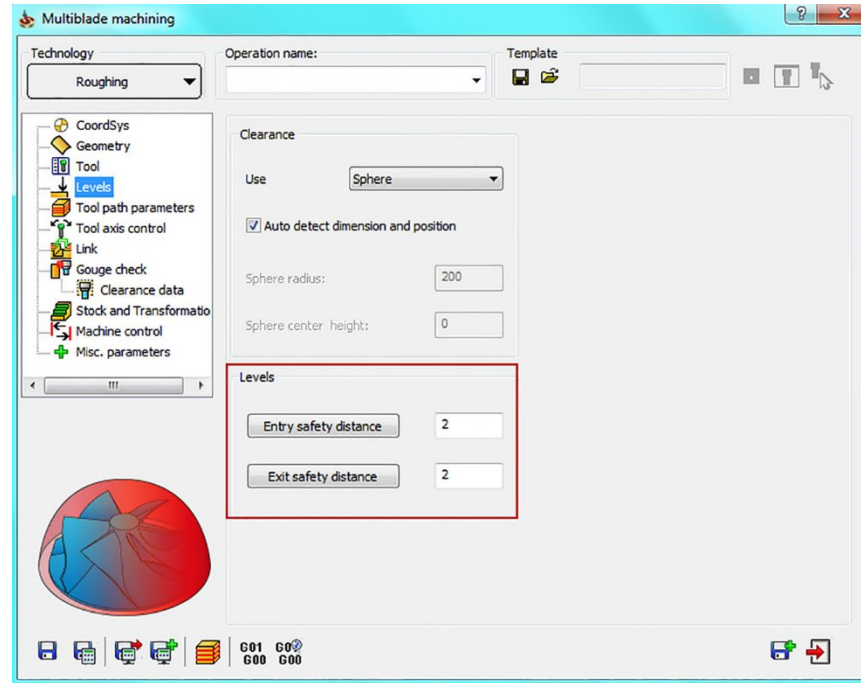 Multiblade machining
Technology
Operation name:
Template
Roughing
CoordSys
Geometry
Tool
Levels
Tool path parameters
Tool axis control
Link
Gouge check
Clearance data
Stock and Transformatio
Machine control
Misc. parameters
Clearance
Use
Sphere
Auto detect dimension and position
Sphere radius:
200
Sphere center height:
0
Levels
Entry safety distance
2
Exit safety distance
2
G01 G0
G00 G00